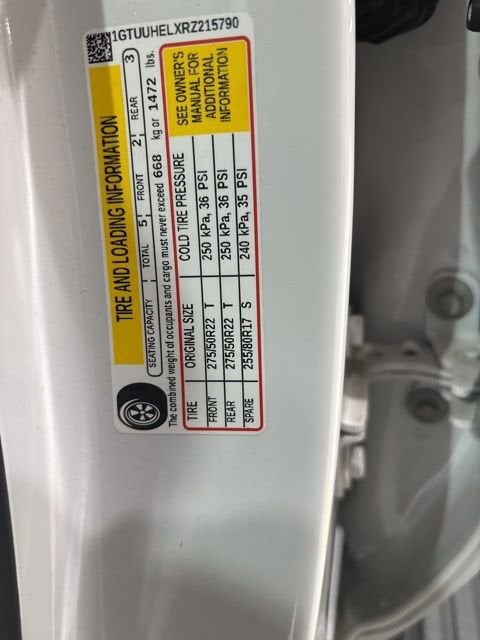 1GTUUHELXRZ215790
TIRE AND LOADING INFORMATION
SEATING CAPACITY TOTAL 5 FRONT 2 REAR 3
The combined weight of occupants and cargo must never exceed 668 kg or 1472 lbs.
TIRE ORIGINAL SIZE COLD TIRE PRESSURE
FRONT 275/50R22 T 250 kPa, 36 PSI
REAR 275/50R22 T 250 kPa, 36 PSI
SPARE 255/80R17 S 240 kPa, 35 PSI
SEE OWNER'S
MANUAL FOR
ADDITIONAL
INFORMATION